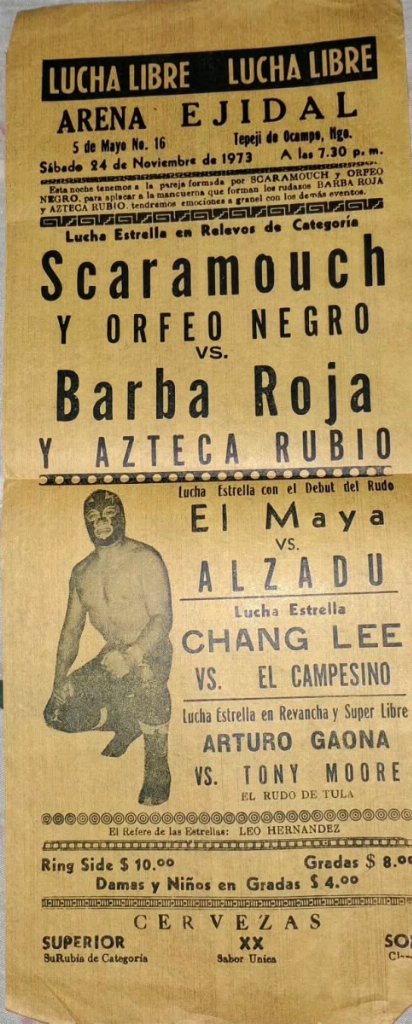 LUCHA LIBRE LUCHA LIBRE
ARENA EJIDAL
5 de Mayo No. 16 Tepeji de Ocampo, Hgo.
Sábado 24 de Noviembre de 1973 A las 7.30 p. m.
Esta noche tenemos a la pareja formada por SCARAMOUCH y ORFEO
NEGRO, para aplacar a la mancuerna que forman los rudasos BARBA ROJA
y AZTECA RUBIO, tendremos emociones a granel con los demás eventos.
Lucha Estrella en Relevos de Categoría
Scaramouch
Y ORFEO NEGRO
VS.
Barba Roja
Y AZTECA RUBIO
Lucha Estrella con el Debut del Rudo
El Maya
VS.
ALZADU
Lucha Estrella
CHANG LEE
VS. EL CAMPESINO
Lucha Estrella en Revancha y Super Libre
ARTURO GAONA
VS. TONY MOORE
EL RUDO DE TULA
El Refere de las Estrellas: LEO HERNANDEZ
Ring Side $ 10.00 Gradas $ 8.00
Damas y Niños en Gradas $ 4.00
CERVEZAS
SUPERIOR XX SO
SuRubia de Categoría Sabor Unica